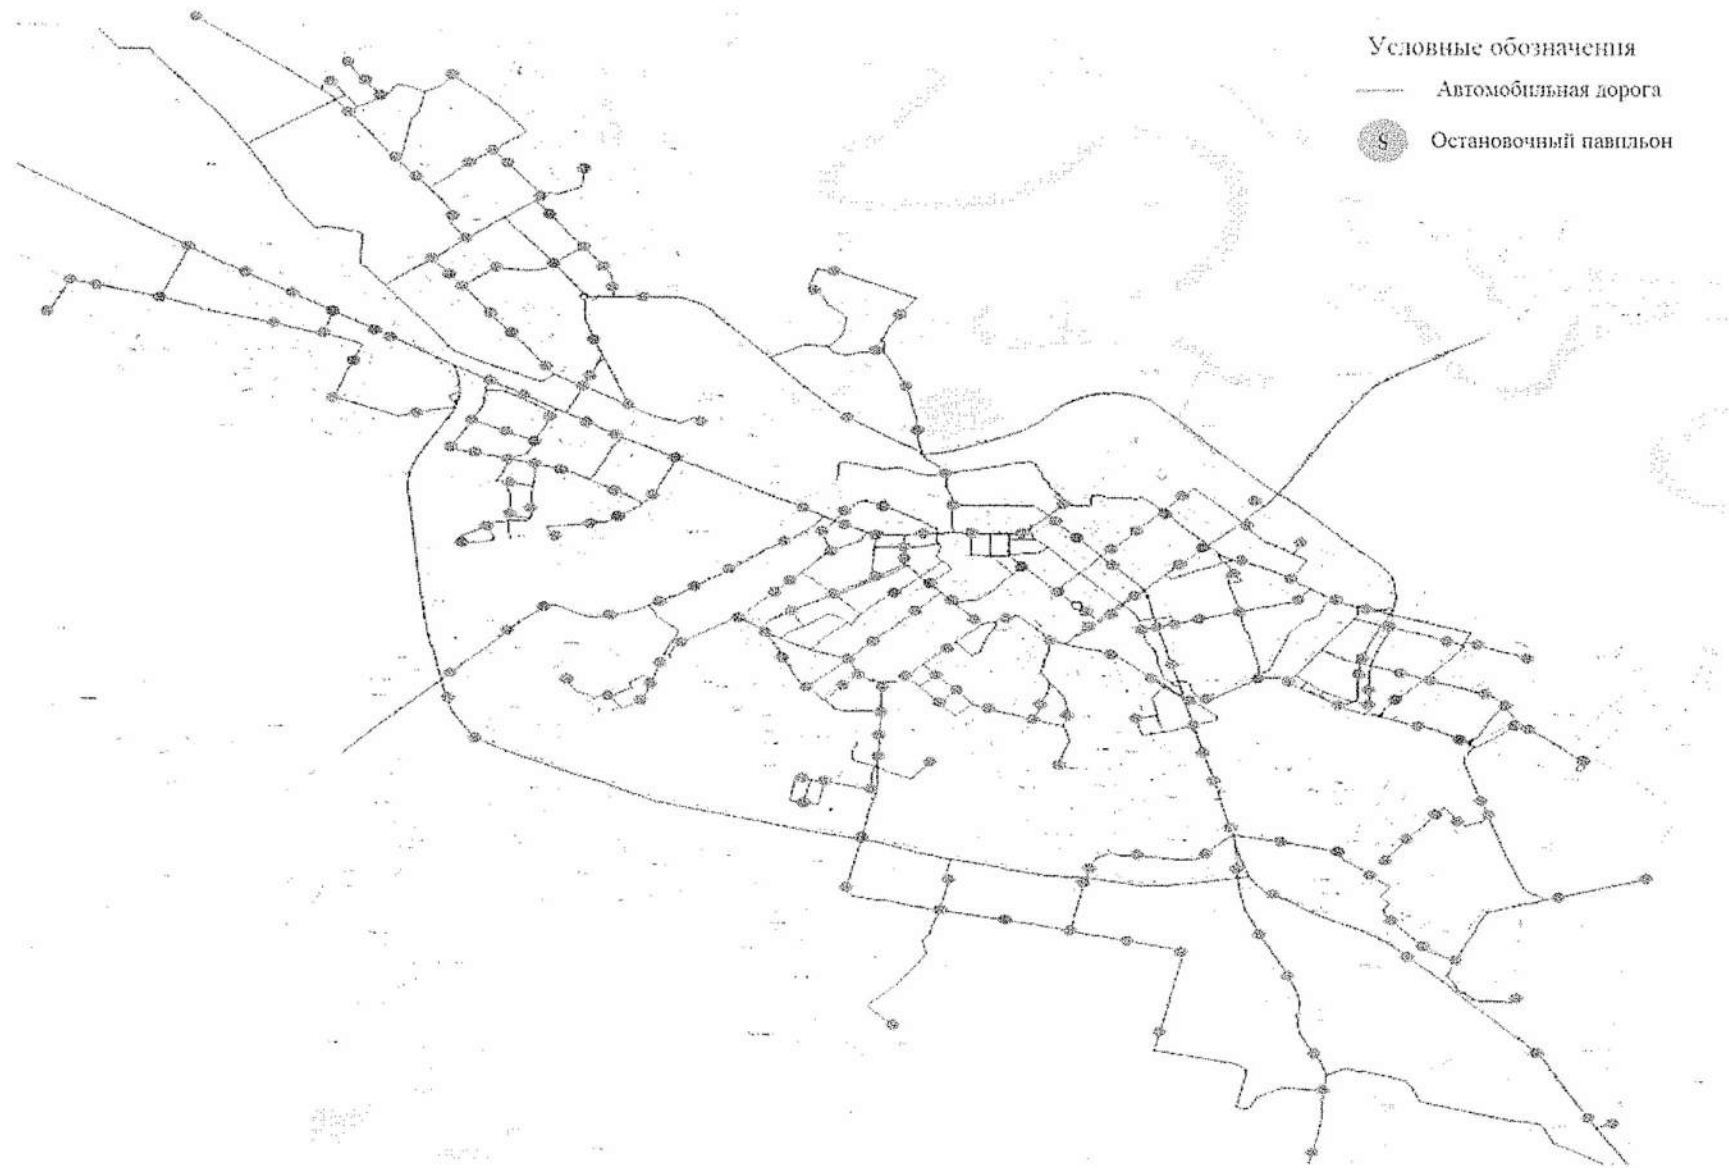 Условные обозначения
Автомобильная дорога
Остановочный павильон